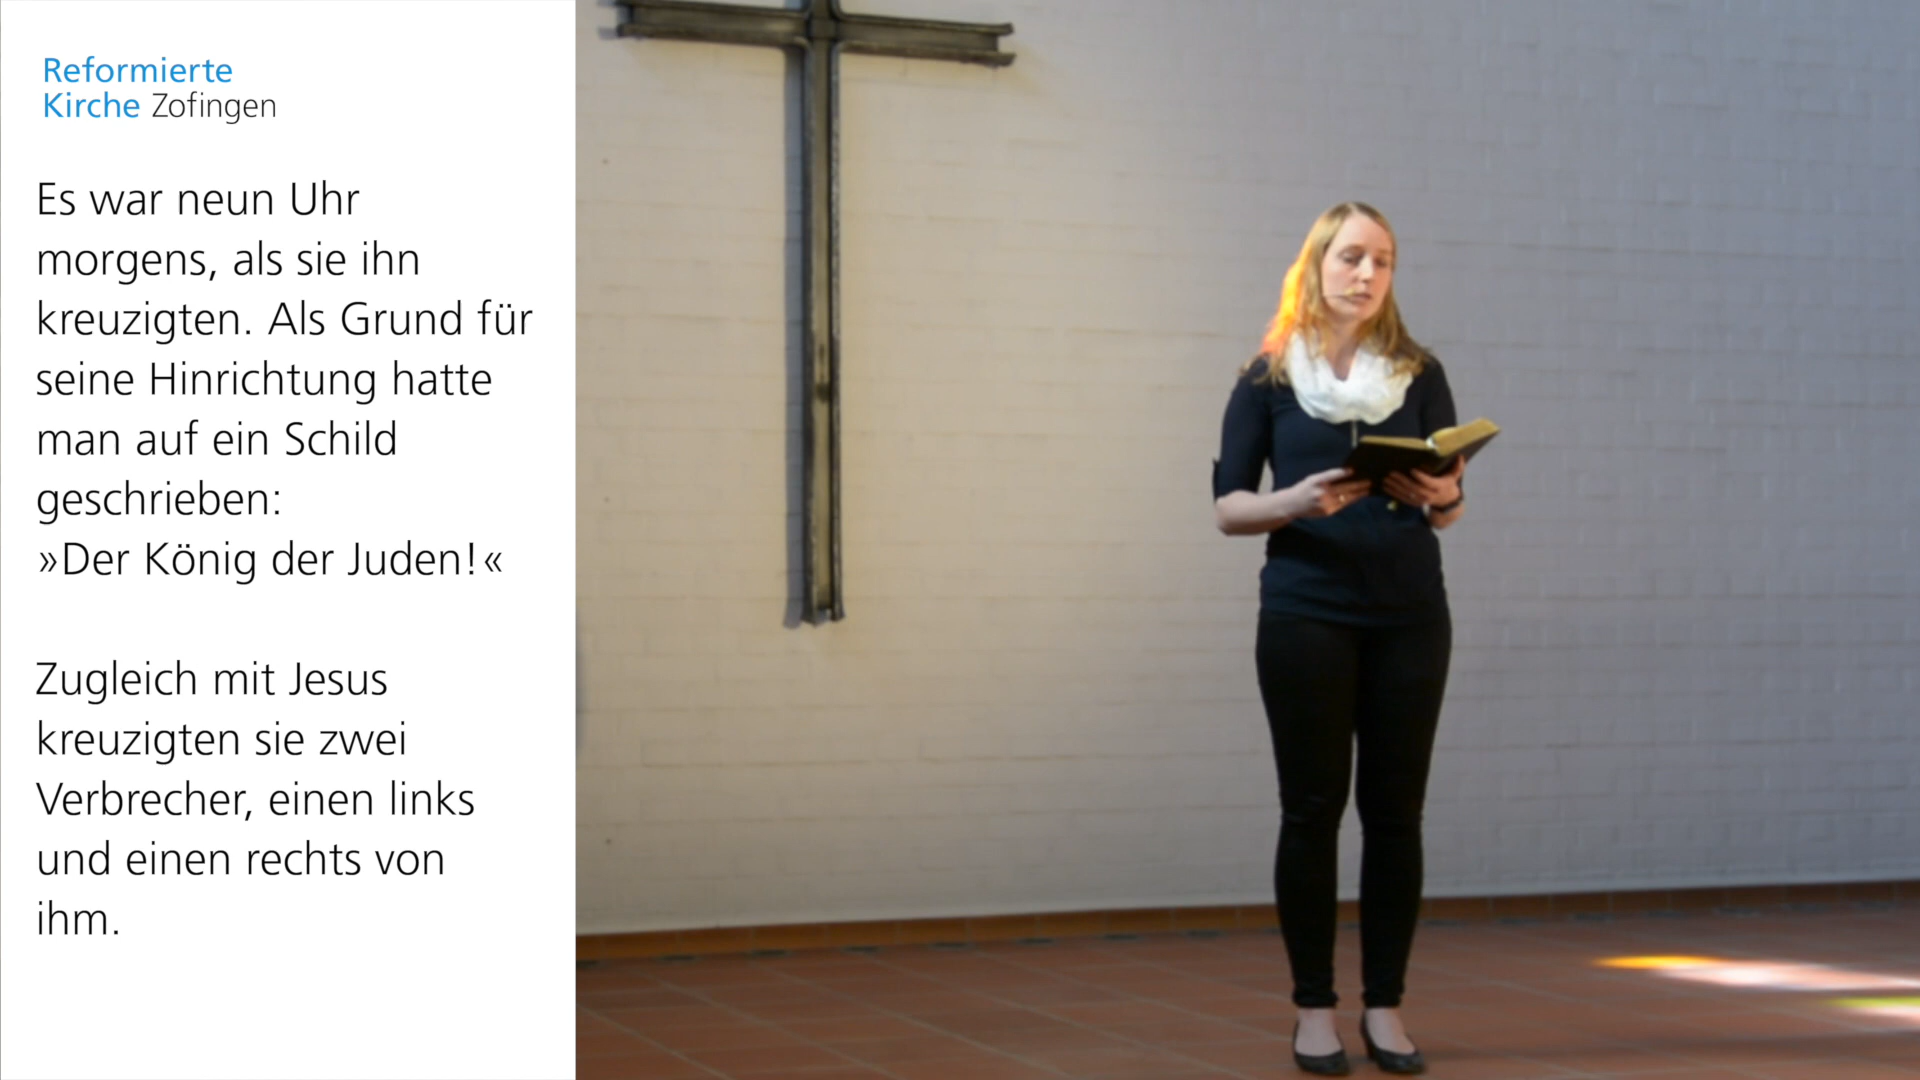 Reformierte
Kirche Zofingen
Es war neun Uhr
morgens, als sie ihn
kreuzigten. Als Grund für
seine Hinrichtung hatte
man auf ein Schild
geschrieben:
»Der König der Juden!«
Zugleich mit Jesus
kreuzigten sie zwei
Verbrecher, einen links
und einen rechts von
ihm.